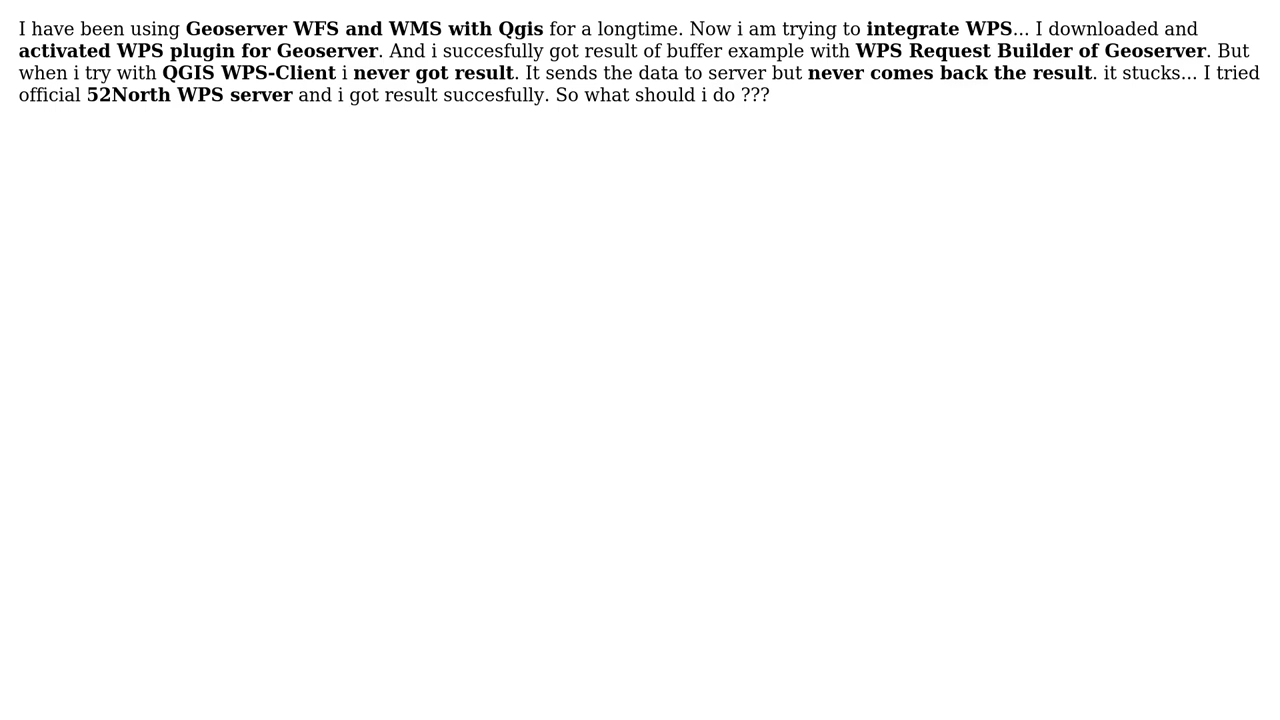 I have been using Geoserver WFS and WMS with Qgis for a longtime. Now i am trying to integrate WPS... I downloaded and
activated WPS plugin for Geoserver. And i succesfully got result of buffer example with WPS Request Builder of Geoserver. But
when i try with QGIS WPS-Client i never got result. It sends the data to server but never comes back the result. it stucks... I tried
official 52North WPS server and i got result succesfully. So what should i do ???